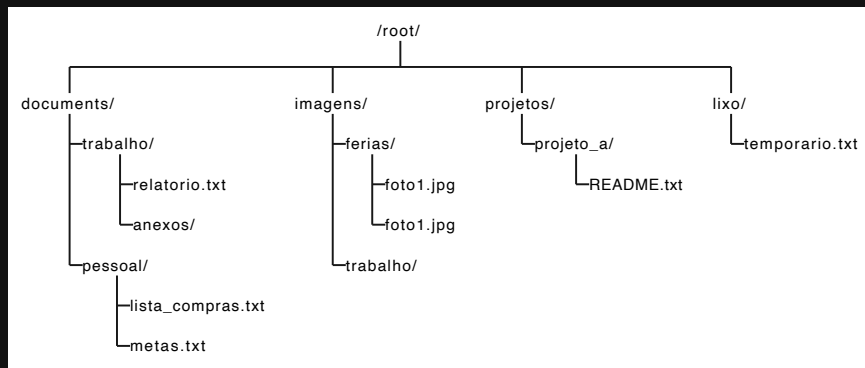 /root/
documents/ imagens/ projetos/ lixo/
trabalho/ ferias/ projeto_a/ temporario.txt
relatorio.txt foto1.jpg README.txt
anexos/ foto1.jpg
pessoal/ trabalho/
lista_compras.txt
metas.txt